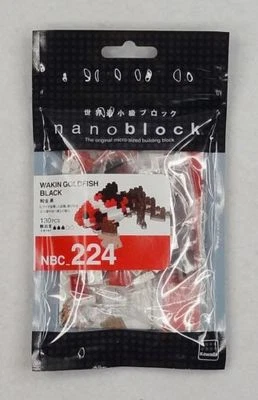 世界最小級ブロック
nanoblock
The original micro-sized building block
WAKIN GOLDFISH
BLACK
和金 黒
130PCS
NBC_224
Kawada